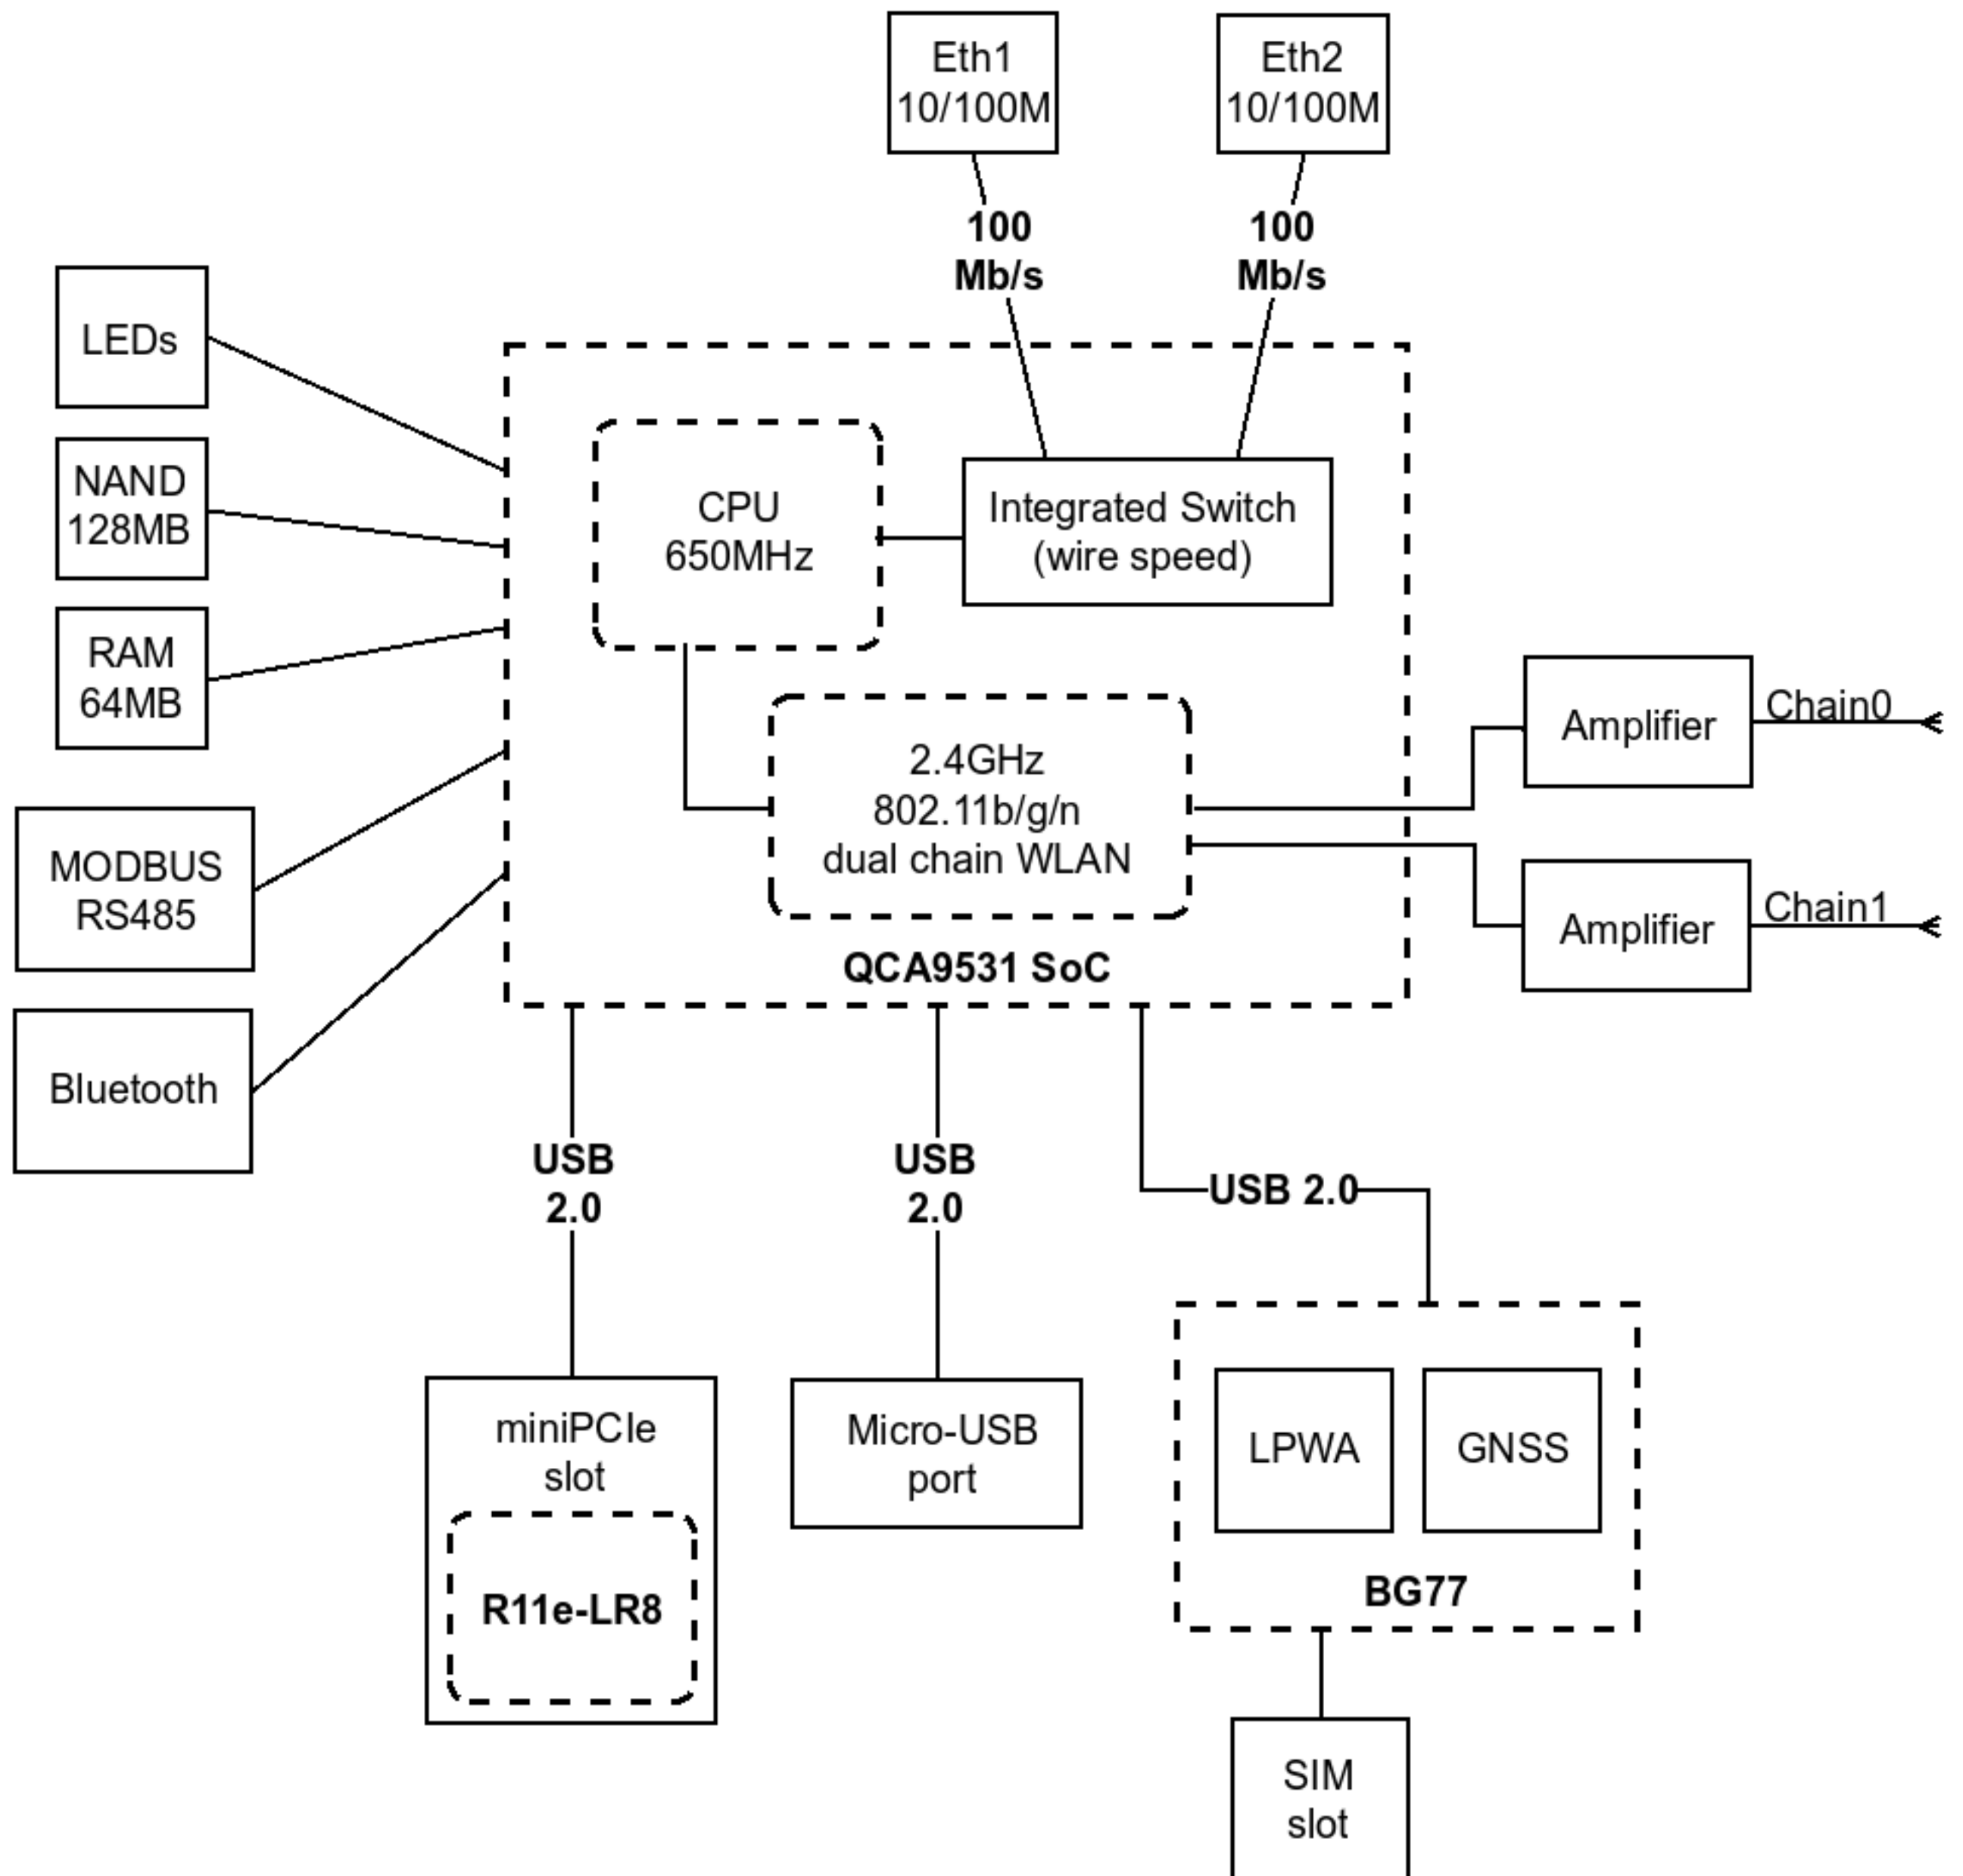 Eth1
10/100M
Eth2
10/100M
100
Mb/s
100
Mb/s
LEDs
NAND
128MB
RAM
64MB
MODBUS
RS485
Bluetooth
CPU
650MHz
Integrated Switch
(wire speed)
2.4GHz
802.11b/g/n
dual chain WLAN
QCA9531 SoC
Amplifier
Chain0
Amplifier
Chain1
USB
2.0
USB
2.0
USB 2.0
miniPCIe
slot
R11e-LR8
Micro-USB
port
LPWA
GNSS
BG77
SIM
slot